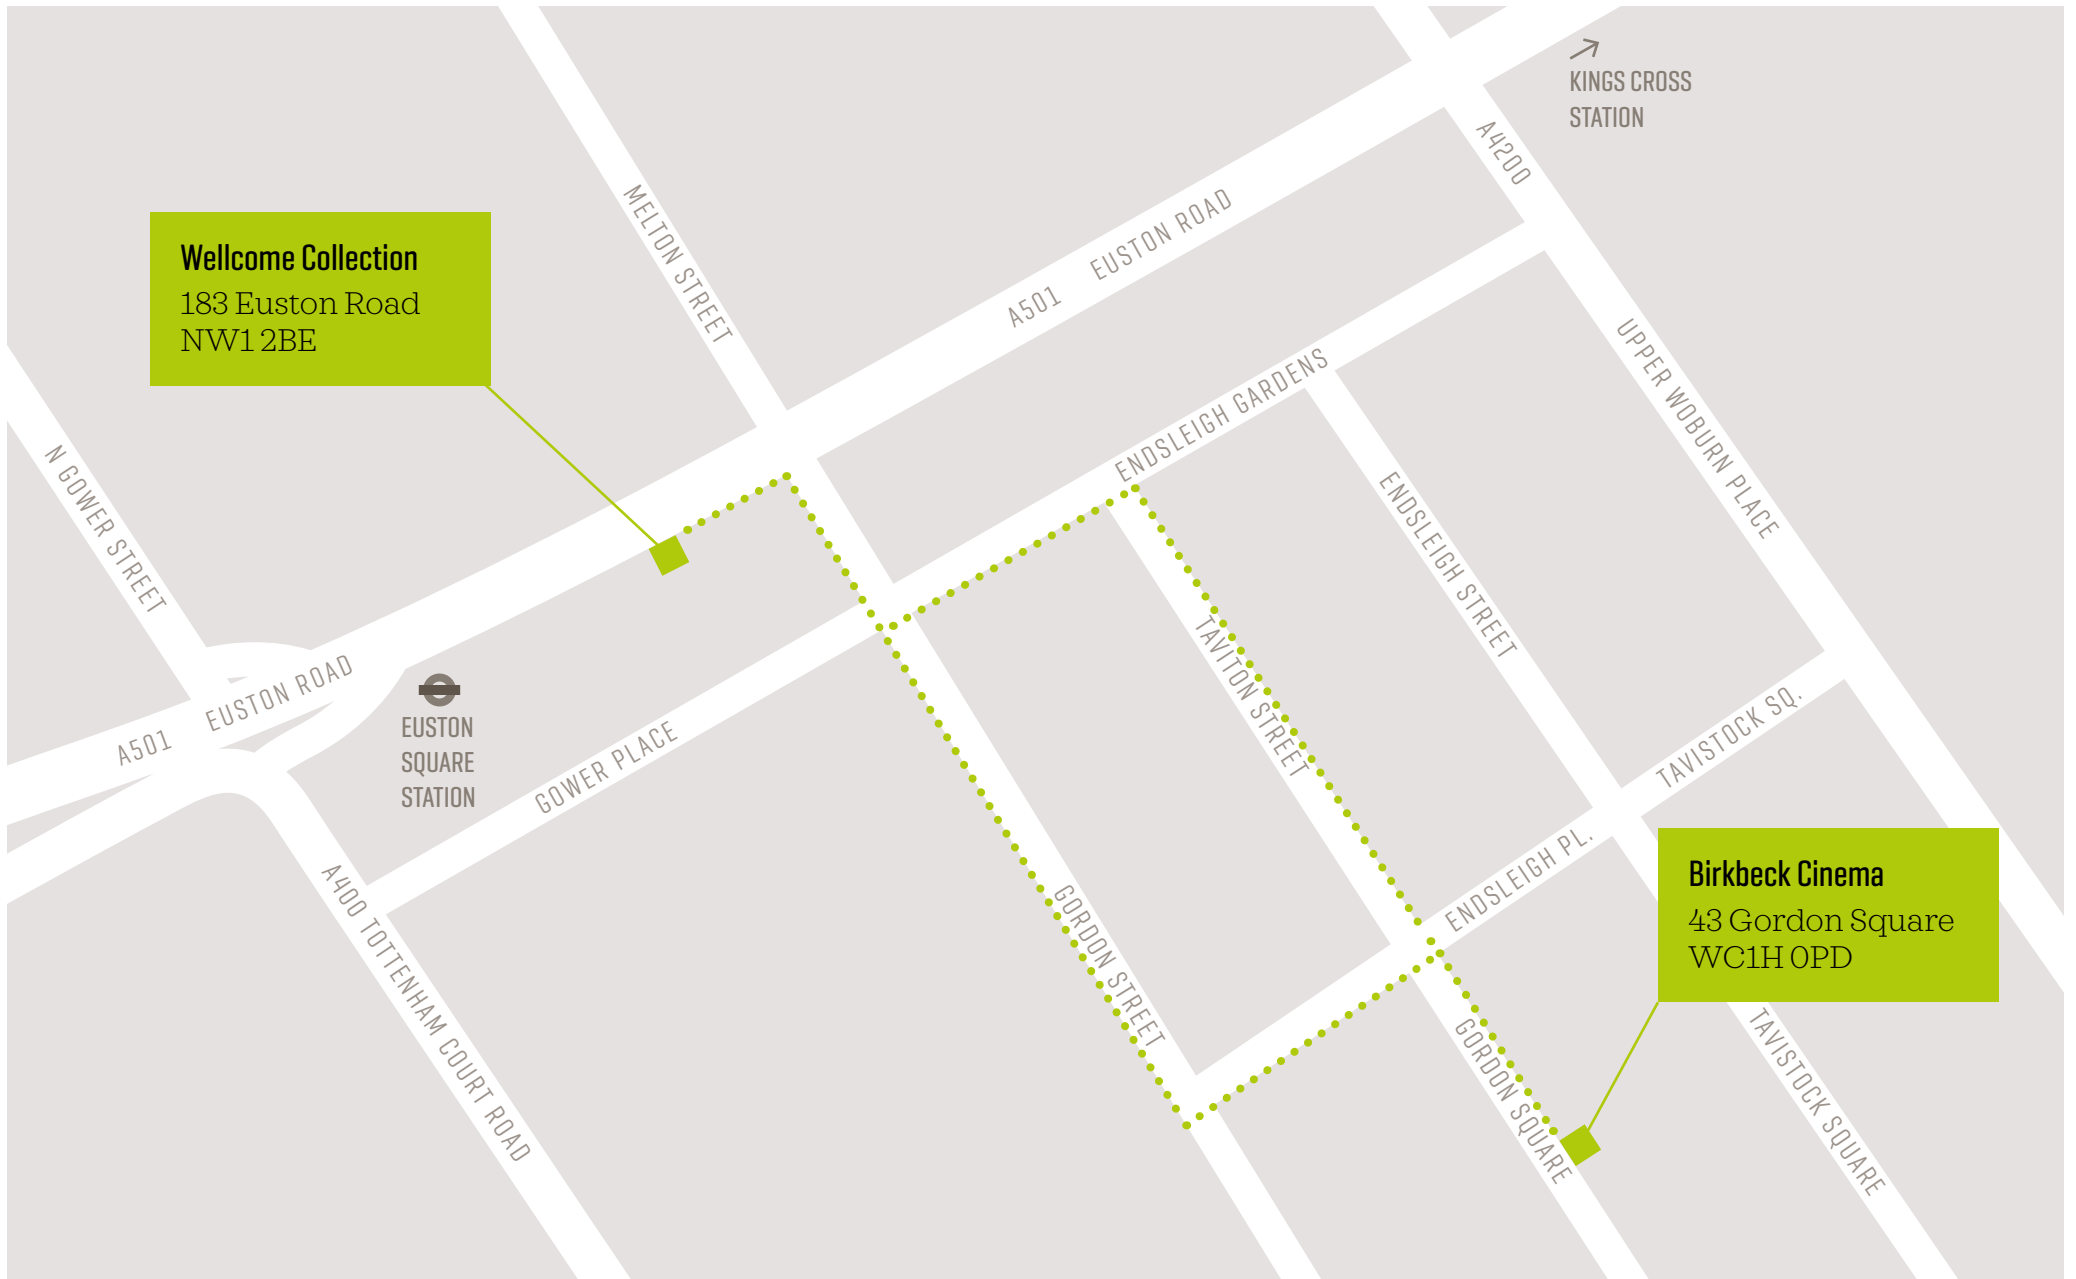 KINGS CROSS
STATION
A4200
MELTON STREET
EUSTON ROAD
A501
Wellcome Collection
183 Euston Road
NW1 2BE
UPPER WOBURN PLACE
ENDSLEIGH GARDENS
N GOWER STREET
ENDSLEIGH STREET
TAVITON STREET
EUSTON ROAD
A501
EUSTON
SQUARE
STATION
GOWER PLACE
TAVISTOCK SQ.
ENDSLEIGH PL.
Birkbeck Cinema
43 Gordon Square
WC1H 0PD
A400 TOTTENHAM COURT ROAD
GORDON STREET
GORDON SQUARE
TAVISTOCK SQUARE